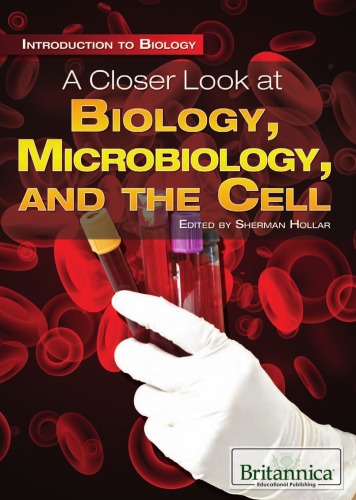 Introduction to Biology
A Closer Look at
Biology,
Microbiology,
and the Cell
Edited by Sherman Hollar
Britannica®
Educational Publishing